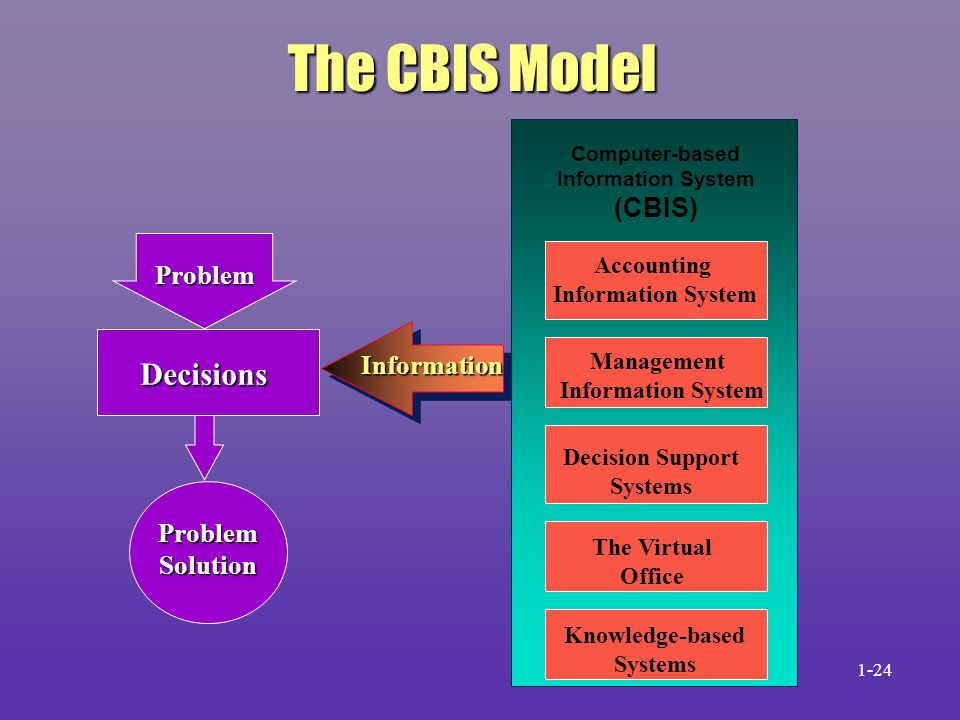 The CBIS Model
Computer-based
Information System
(CBIS)
Problem
Decisions
Information
Problem
Solution
Accounting
Information System
Management
Information System
Decision Support
Systems
The Virtual
Office
Knowledge-based
Systems
1-24